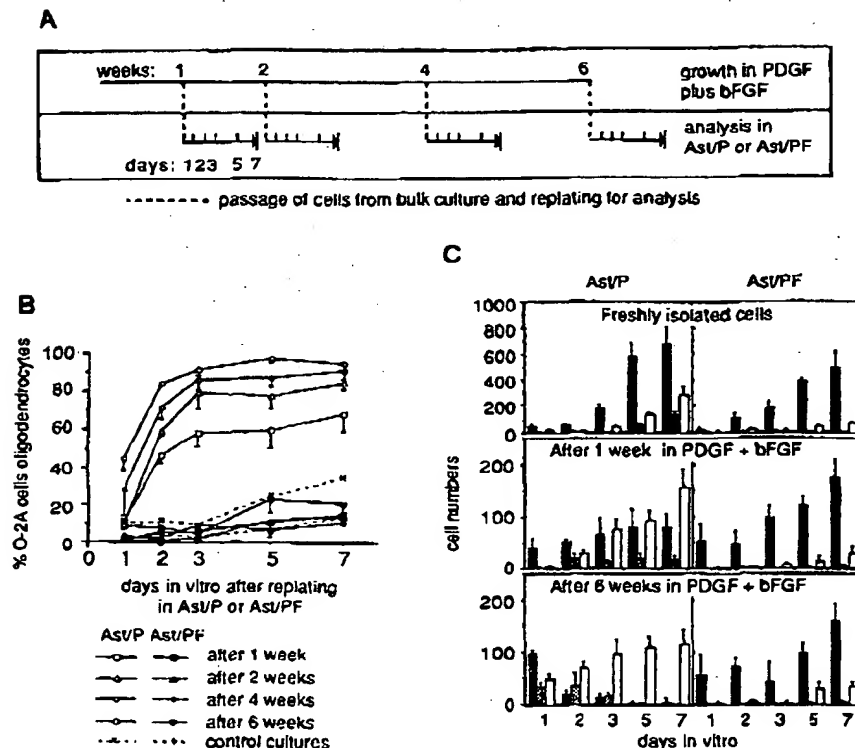 A
weeks: 1 2 4 6 growth in PDGF
plus bFGF
analysis in
Ast/P or Ast/PF
days: 1 2 3 5 7
passage of cells from bulk culture and replating for analysis
B
% O-2A cells oligodendrocytes
100
80
60
40
20
0
0 1 2 3 5 7
days in vitro after replating
in Ast/P or Ast/PF
Ast/P Ast/PF
after 1 week
after 2 weeks
after 4 weeks
after 6 weeks
control cultures
C
Ast/P Ast/PF
cell numbers
1000
800
600
400
200
0
Freshly isolated cells
200
100
0
After 1 week in PDGF + bFGF
200
100
0
After 6 weeks in PDGF + bFGF
1 2 3 5 7 1 2 3 5 7
days in vitro